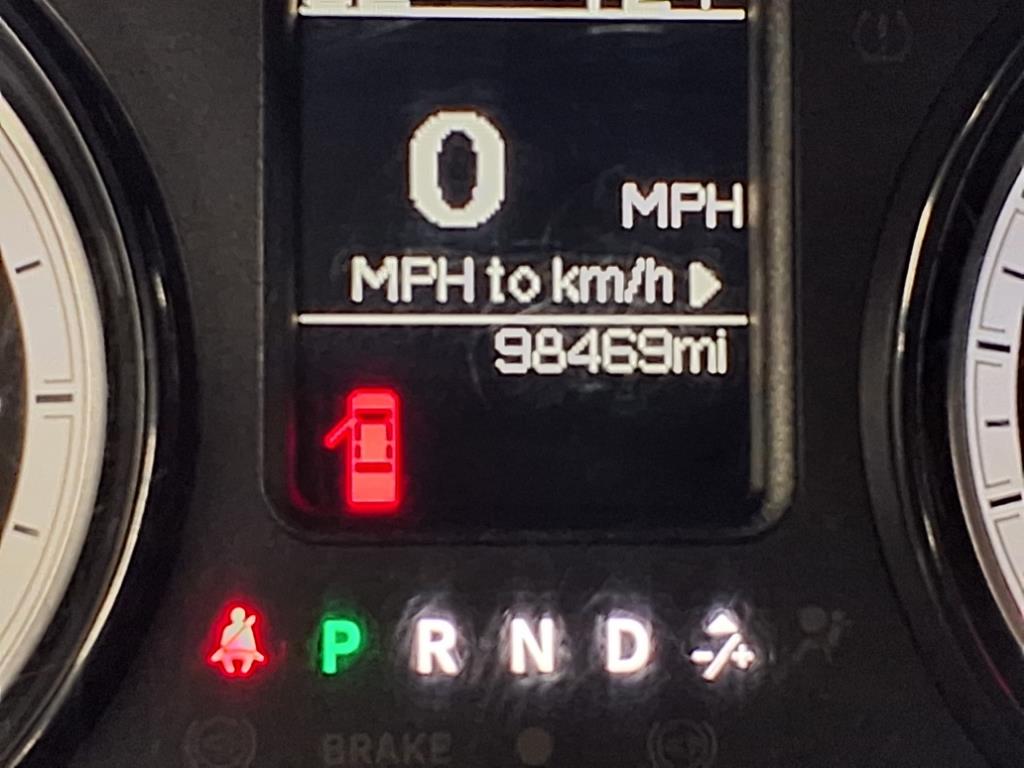 0 MPH
MPH to km/h
98469mi
P R N D -/+
BRAKE